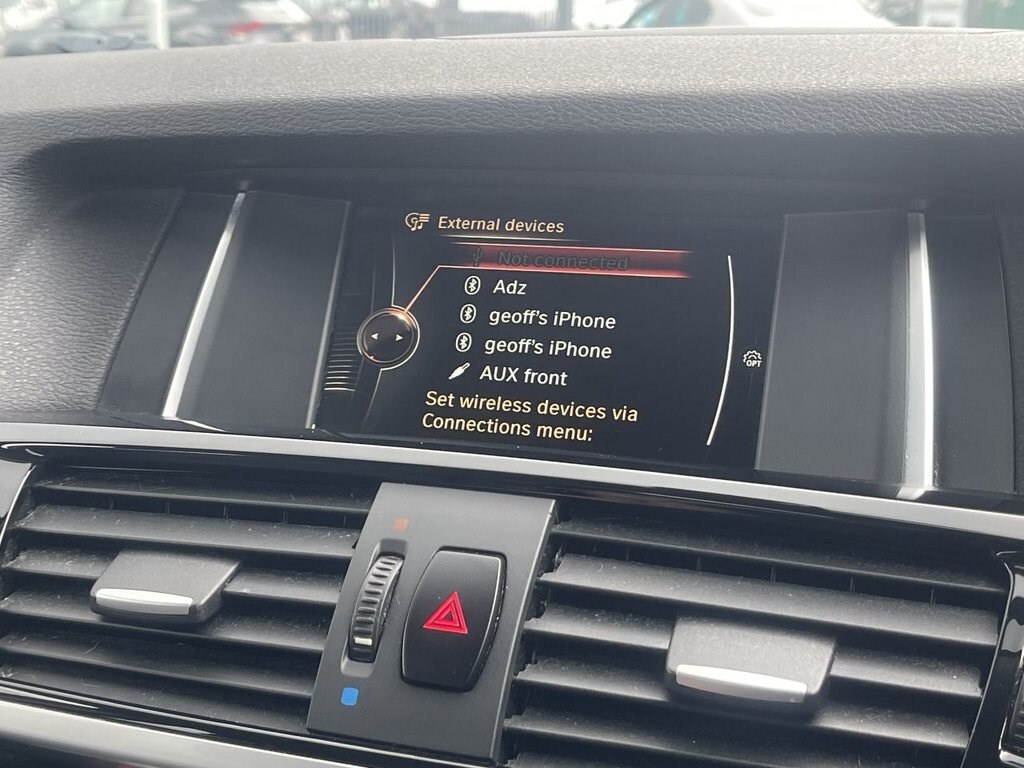 External devices
Not connected
Adz
geoff's iPhone
geoff's iPhone
AUX front
OPT
Set wireless devices via
Connections menu: